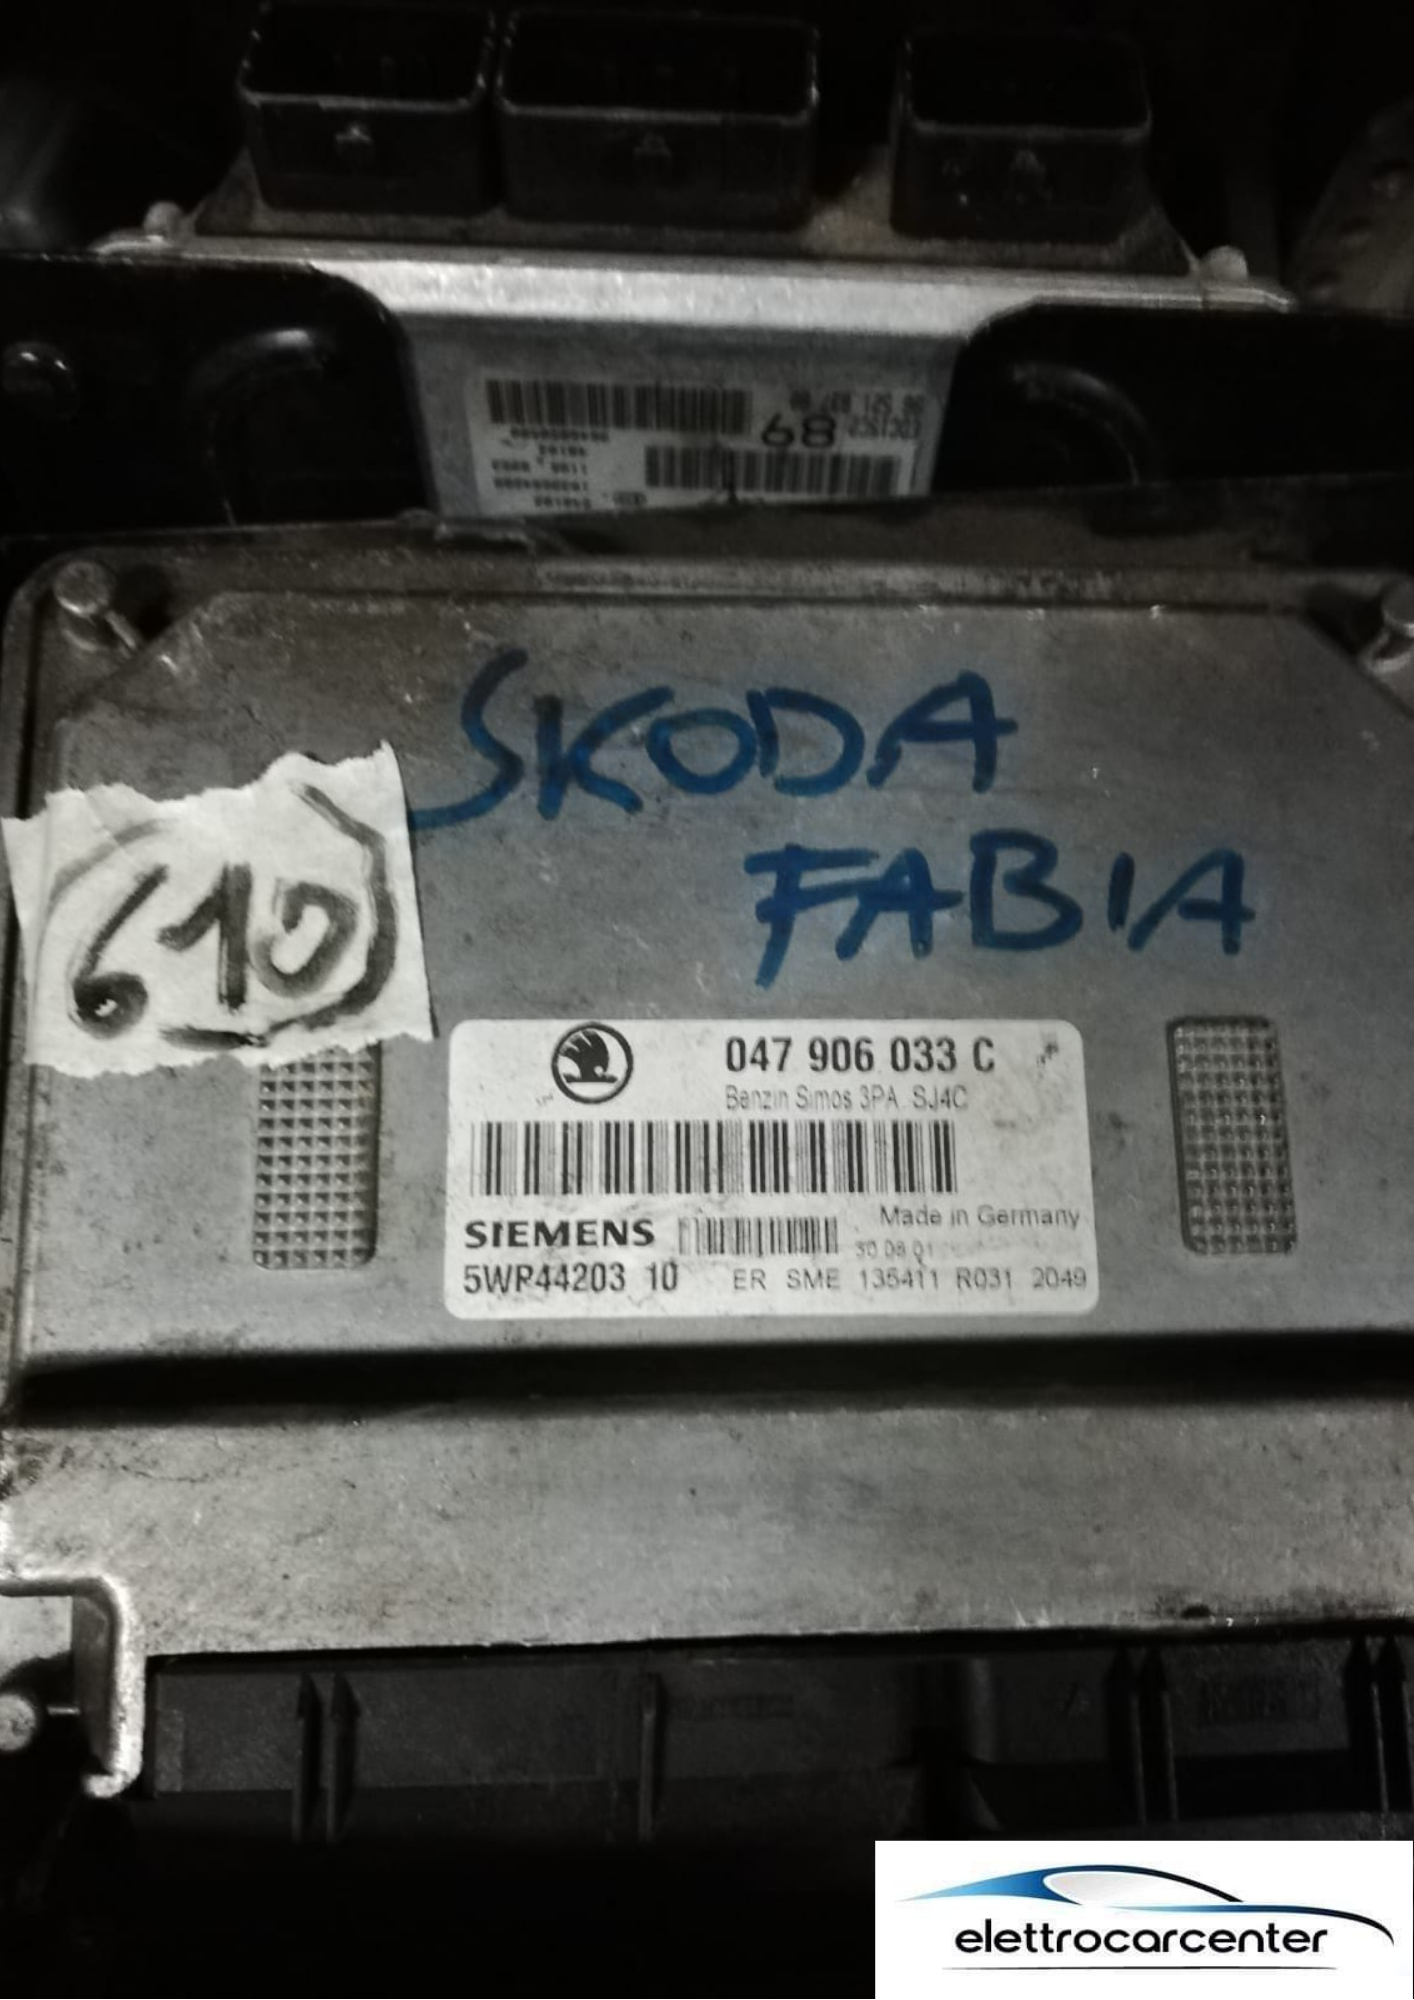 68
SKODA
FABIA
610
047 906 033 C
Benzin Simos 3PA SJ4C
Made in Germany
SIEMENS
30 08 01
5WP44203 10 ER SME 135411 R031 2049
elettrocarcenter